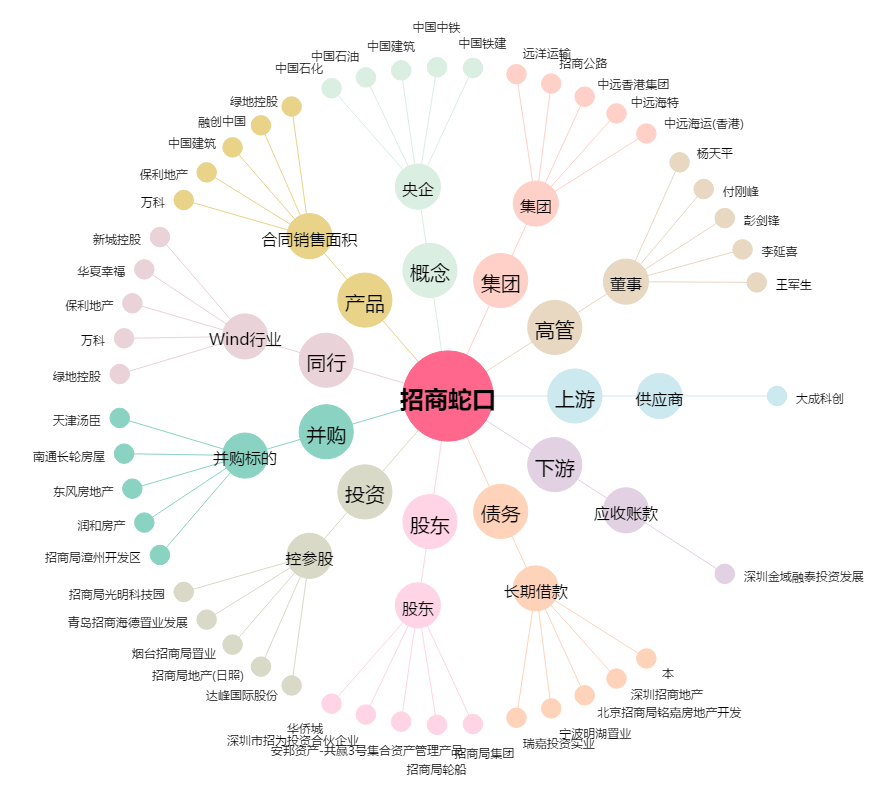 中国中铁
中国铁建
中国建筑
中国石油
中国石化
远洋运输
招商公路
中远香港集团
中远海特
中远海运(香港)
绿地控股
融创中国
中国建筑
保利地产
万科
杨天平
付刚峰
彭剑锋
李延喜
王军生
央企
集团
合同销售面积
新城控股
华夏幸福
保利地产
万科
绿地控股
概念
集团
董事
产品
高管
Wind行业
同行
招商蛇口
上游
供应商
大成科创
天津汤臣
南通长轮房屋
东风房地产
润和房产
招商局漳州开发区
并购
并购标的
下游
投资
股东
债务
应收账款
控参股
深圳金域融泰投资发展
招商局光明科技园
青岛招商海德置业发展
烟台招商局置业
招商局地产(日照)
达峰国际股份
股东
长期借款
本
深圳招商地产
北京招商局铭嘉房地产开发
宁波明湖置业
瑞嘉投资实业
华侨城
深圳市招为投资合伙企业
安邦资产-共赢3号集合资产管理产品
招商局集团
招商局轮船